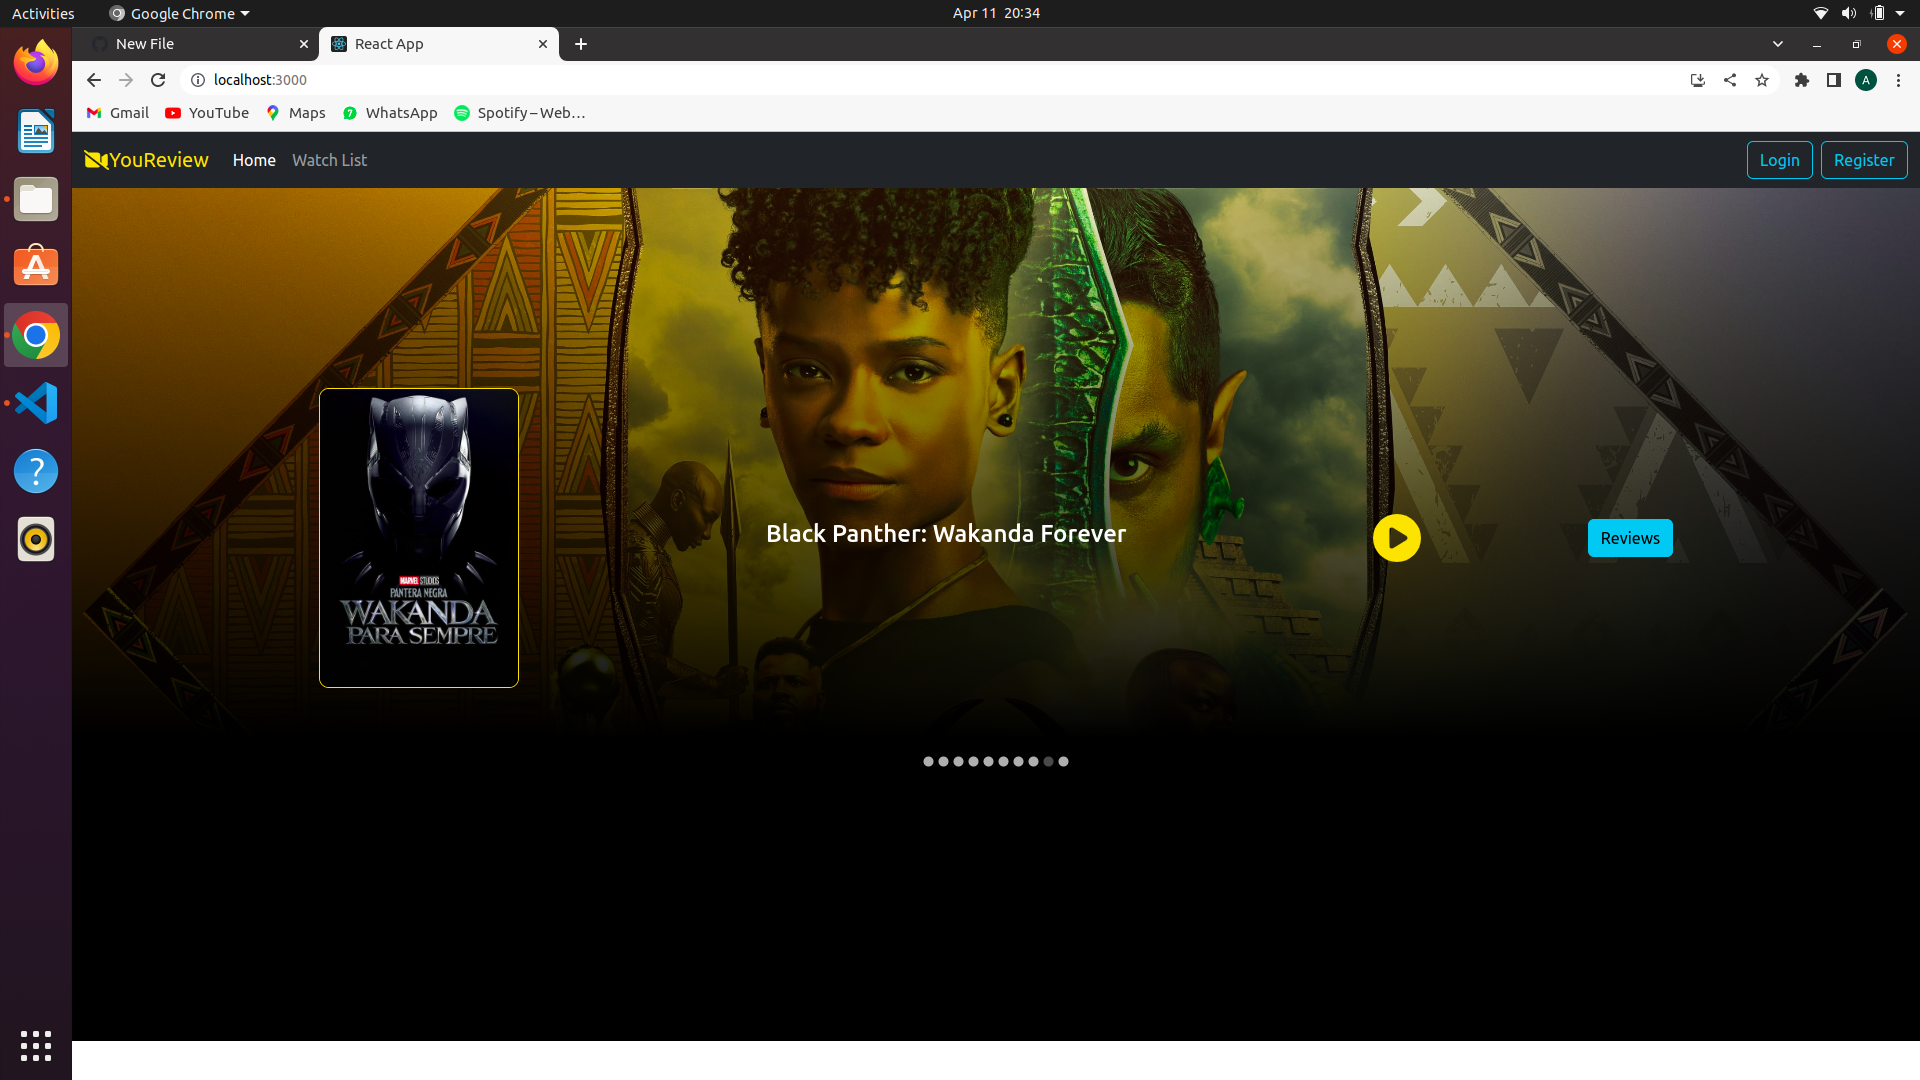 Activities
Google Chrome
Apr 11 20:34
New File
React App
localhost:3000
A
Gmail
YouTube
Maps
7
WhatsApp
Spotify – Web…
YouReview
Home
Watch List
Login
Register
?
MARVEL STUDIOS
PANTERA NEGRA
WAKANDA
PARA SEMPRE
Black Panther: Wakanda Forever
Reviews